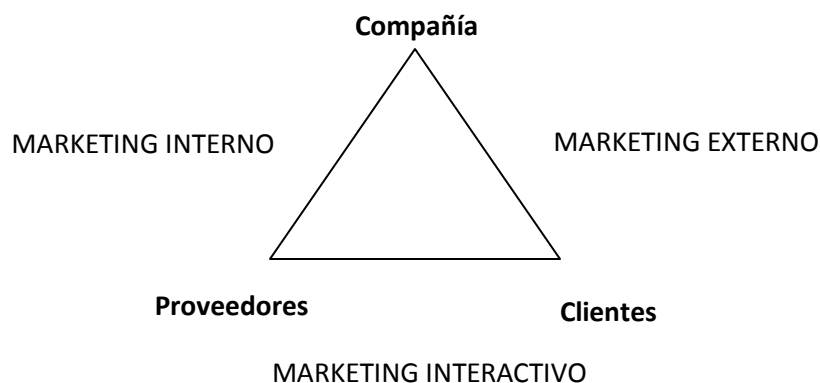 Compañía
MARKETING INTERNO
MARKETING EXTERNO
Proveedores
Clientes
MARKETING INTERACTIVO